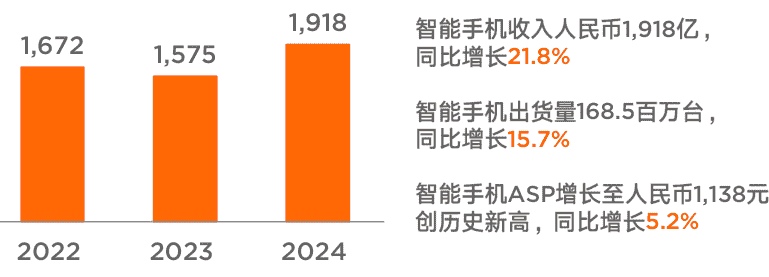 1,672
1,575
1,918
2022
2023
2024
智能手机收入人民币1,918亿，
同比增长21.8%
智能手机出货量168.5百万台，
同比增长15.7%
智能手机ASP增长至人民币1,138元
创历史新高，同比增长5.2%